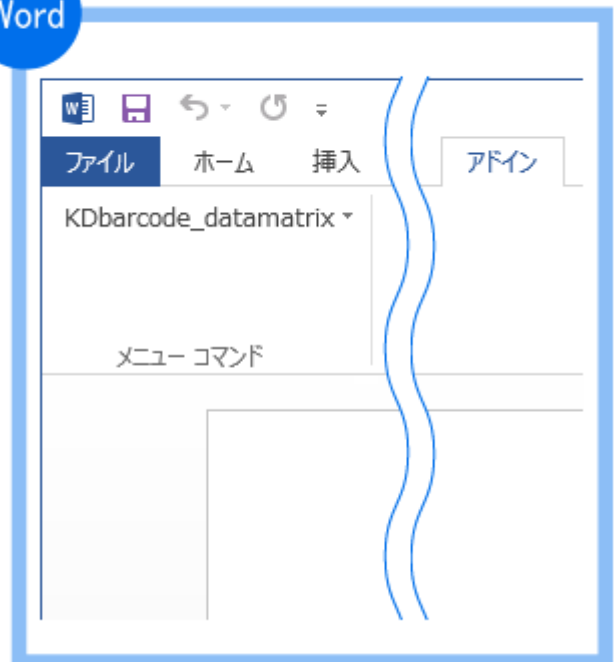 Word
ファイル ホーム 挿入 アドイン
KDbarcode_datamatrix
メニュー コマンド